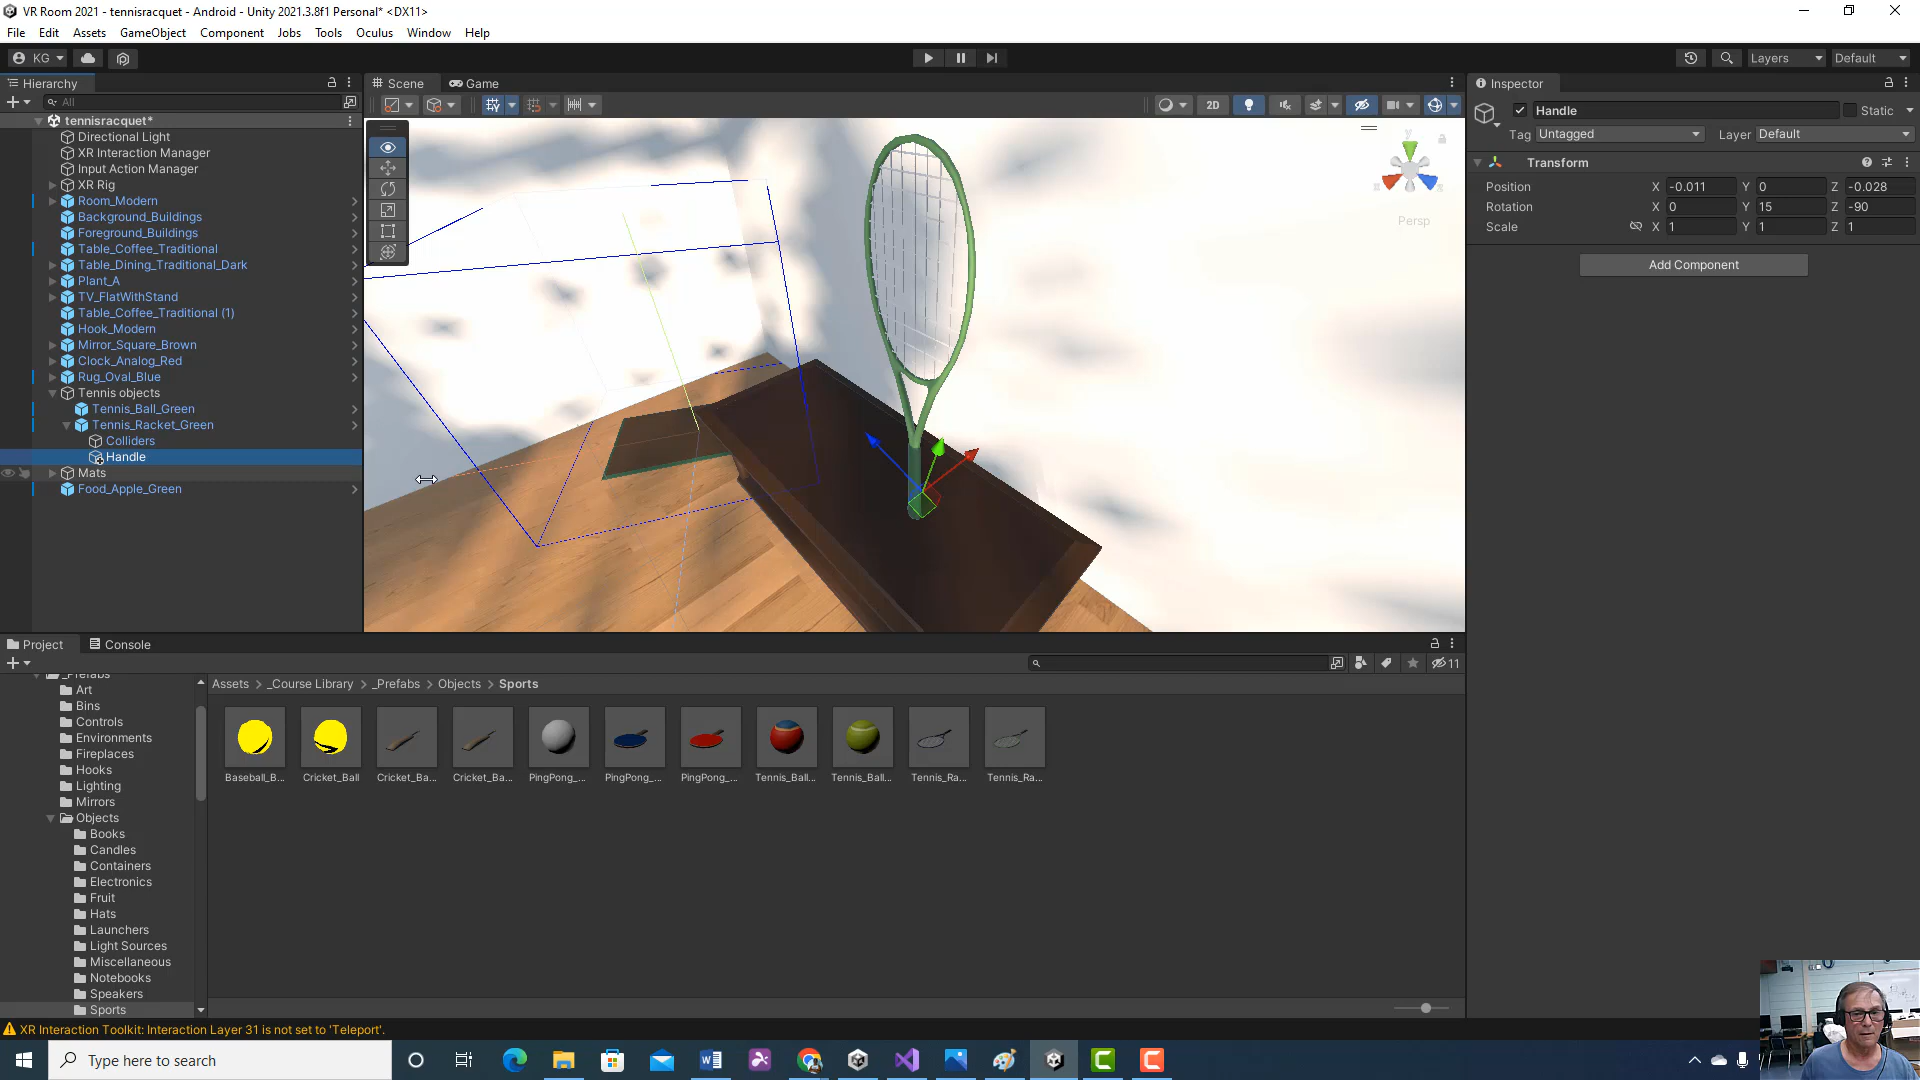 VR Room 2021 - tennisracquet - Android - Unity 2021.3.8f1 Personal* <DX11>
File Edit Assets GameObject Component Jobs Tools Oculus Window Help
KG
Layers
Default
Hierarchy
Scene
Game
Inspector
All
2D
Handle
Static
Tag Untagged
Layer Default
Transform
Position X -0.011 Y 0 Z -0.028
Rotation X 0 Y 15 Z -90
Scale X 1 Y 1 Z 1
Add Component
tennisracquet*
Directional Light
XR Interaction Manager
Input Action Manager
XR Rig
Room_Modern
Background_Buildings
Foreground_Buildings
Table_Coffee_Traditional
Table_Dining_Traditional_Dark
Plant_A
TV_FlatWithStand
Table_Coffee_Traditional (1)
Hook_Modern
Mirror_Square_Brown
Clock_Analog_Red
Rug_Oval_Blue
Tennis objects
Tennis_Ball_Green
Tennis_Racket_Green
Colliders
Handle
Mats
Food_Apple_Green
y
x
z
Persp
Project
Console
11
Assets > _Course Library > _Prefabs > Objects > Sports
_Prefabs
Art
Bins
Controls
Environments
Fireplaces
Hooks
Lighting
Mirrors
Objects
Books
Candles
Containers
Electronics
Fruit
Hats
Launchers
Light Sources
Miscellaneous
Notebooks
Speakers
Sports
Baseball_B... Cricket_Ball Cricket_Ba... Cricket_Ba... PingPong_... PingPong_... PingPong_... Tennis_Ball... Tennis_Ball... Tennis_Ra... Tennis_Ra...
XR Interaction Toolkit: Interaction Layer 31 is not set to 'Teleport'.
Type here to search